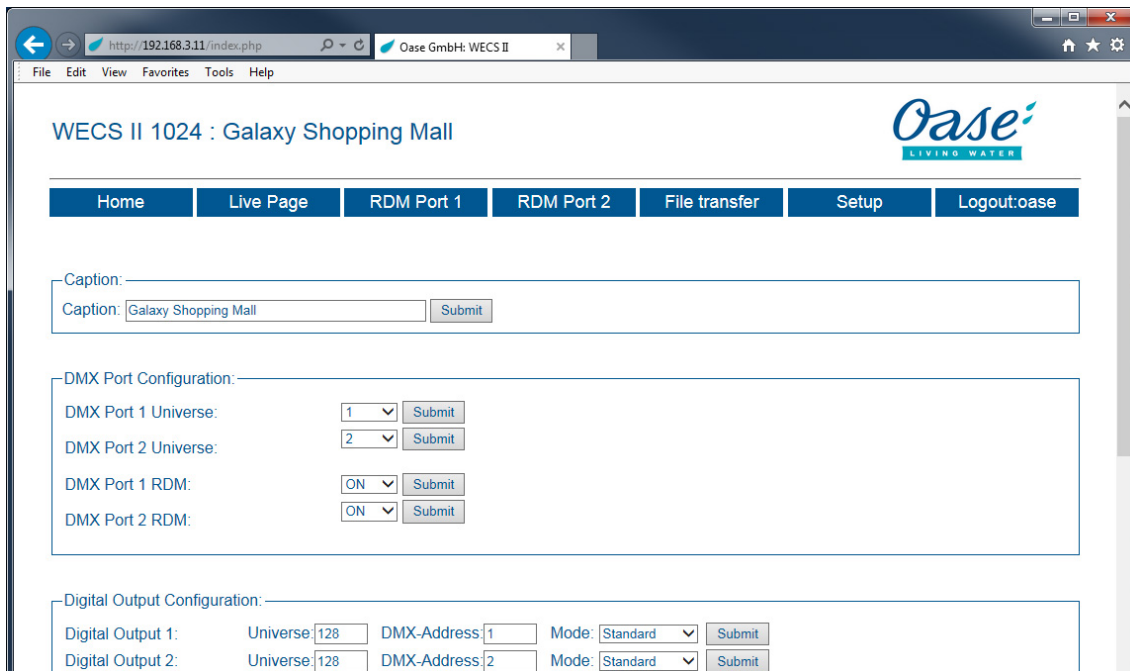 http://192.168.3.11/index.php
Oase GmbH: WECS II
File Edit View Favorites Tools Help
WECS II 1024 : Galaxy Shopping Mall
Oase
LIVING WATER
Home Live Page RDM Port 1 RDM Port 2 File transfer Setup Logout:oase
Caption:
Caption: Galaxy Shopping Mall Submit
DMX Port Configuration:
DMX Port 1 Universe: 1 Submit
DMX Port 2 Universe: 2 Submit
DMX Port 1 RDM: ON Submit
DMX Port 2 RDM: ON Submit
Digital Output Configuration:
Digital Output 1: Universe: 128 DMX-Address: 1 Mode: Standard Submit
Digital Output 2: Universe: 128 DMX-Address: 2 Mode: Standard Submit